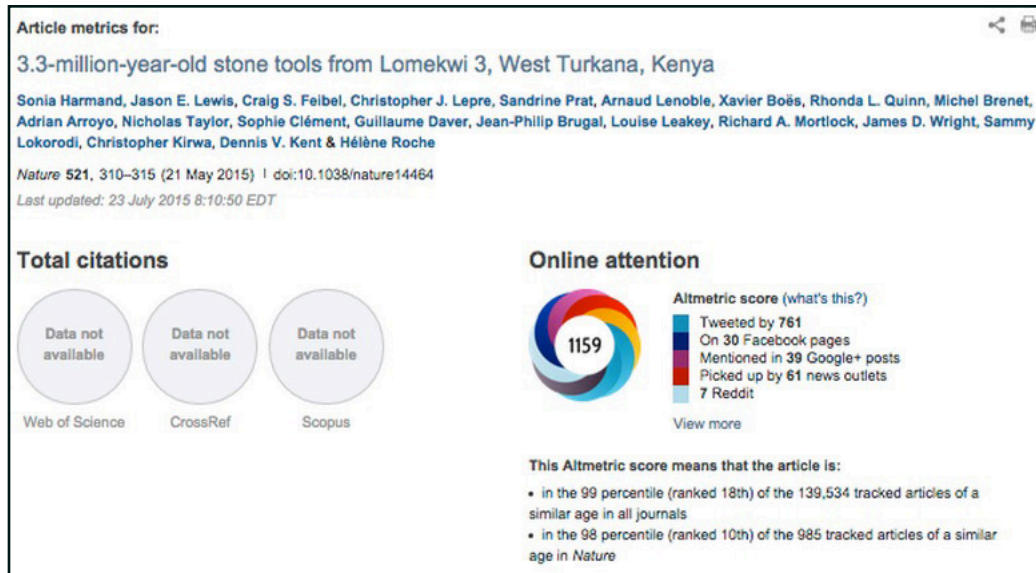 Article metrics for:
3.3-million-year-old stone tools from Lomekwi 3, West Turkana, Kenya
Sonia Harmand, Jason E. Lewis, Craig S. Feibel, Christopher J. Lepre, Sandrine Prat, Arnaud Lenoble, Xavier Boës, Rhonda L. Quinn, Michel Brenet,
Adrian Arroyo, Nicholas Taylor, Sophie Clément, Guillaume Daver, Jean-Philip Brugal, Louise Leakey, Richard A. Mortlock, James D. Wright, Sammy
Lokorodi, Christopher Kirwa, Dennis V. Kent & Hélène Roche
Nature 521, 310–315 (21 May 2015) | doi:10.1038/nature14464
Last updated: 23 July 2015 8:10:50 EDT
Total citations
Data not
available
Data not
available
Data not
available
Web of Science
CrossRef
Scopus
Online attention
1159
Altmetric score (what's this?)
Tweeted by 761
On 30 Facebook pages
Mentioned in 39 Google+ posts
Picked up by 61 news outlets
7 Reddit
View more
This Altmetric score means that the article is:
• in the 99 percentile (ranked 18th) of the 139,534 tracked articles of a
similar age in all journals
• in the 98 percentile (ranked 10th) of the 985 tracked articles of a similar
age in Nature